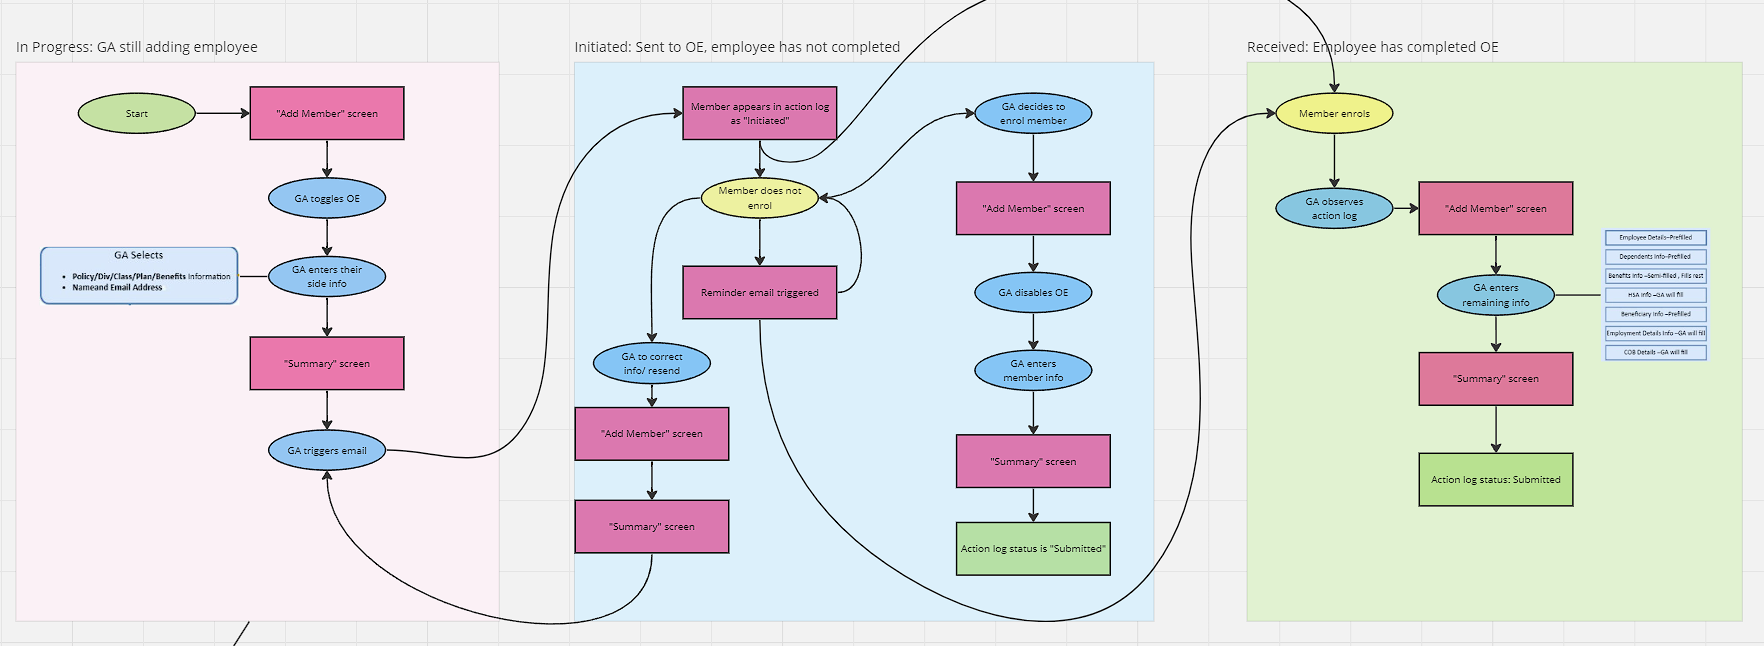 In Progress: GA still adding employee
Start
"Add Member" screen
GA toggles OE
GA Selects
Policy/Div/Class/Plan/Benefits Information
Nameand Email Address
GA enters their
side info
"Summary" screen
GA triggers email
Initiated: Sent to OE, employee has not completed
Member appears in action log
as "Initiated"
Member does not
enrol
Reminder email triggered
GA to correct
info/ resend
"Add Member" screen
"Summary" screen
GA decides to
enrol member
"Add Member" screen
GA disables OE
GA enters
member info
"Summary" screen
Action log status is "Submitted"
Received: Employee has completed OE
Member enrols
GA observes
action log
"Add Member" screen
GA enters
remaining info
Employee Details–Prefilled
Dependents Info–Prefilled
Benefits Info –Semi-filled , Fills rest
HSA Info –GA will fill
Beneficiary Info –Prefilled
Employment Details Info –GA will fill
COB Details –GA will fill
"Summary" screen
Action log status: Submitted